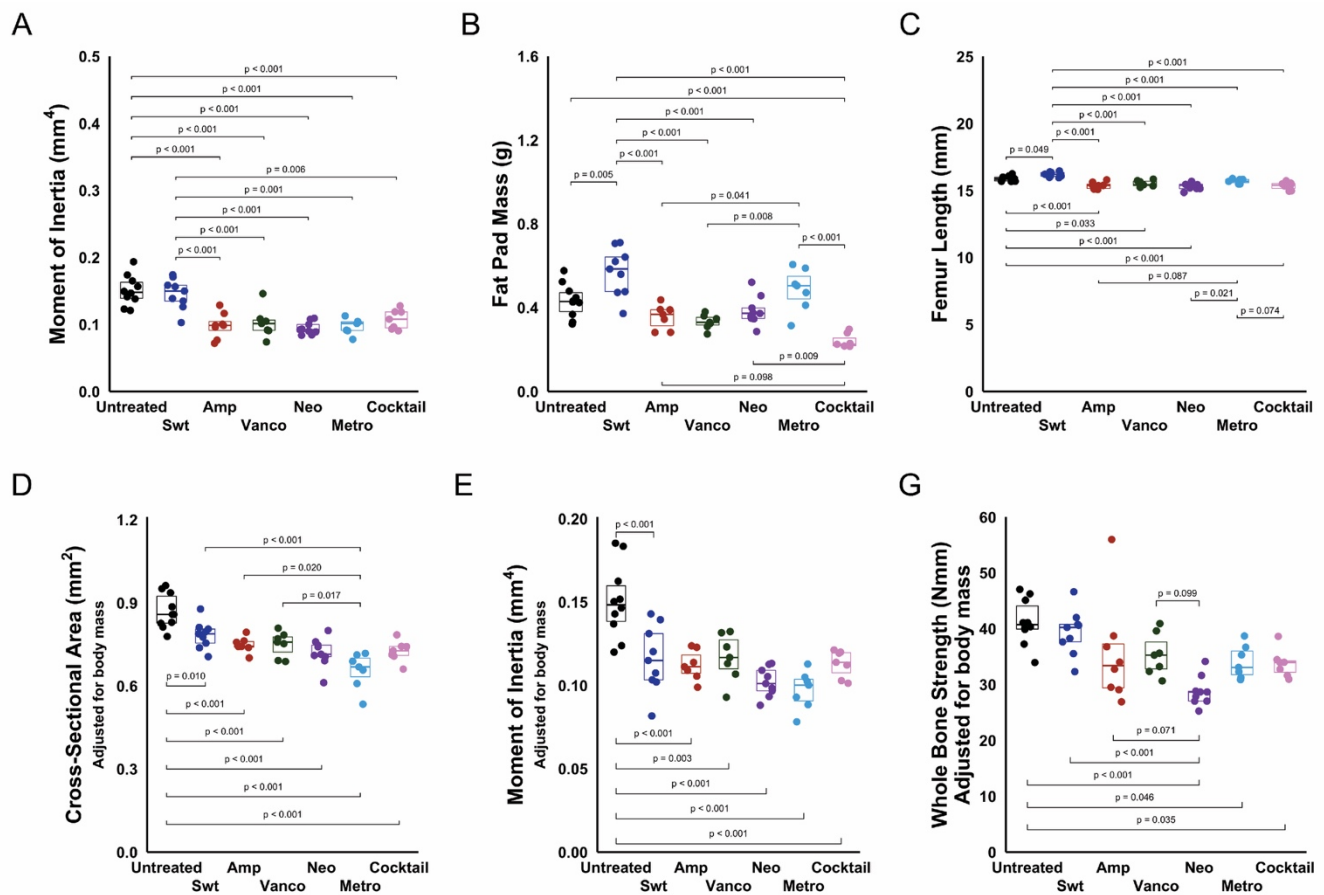 A
Moment of Inertia (mm⁴)
0.5
0.4
0.3
0.2
0.1
0.0
p < 0.001
p < 0.001
p < 0.001
p < 0.001
p < 0.001
p = 0.006
p = 0.001
p < 0.001
p < 0.001
p < 0.001
Untreated Amp Neo Cocktail
Swt Vanco Metro
B
Fat Pad Mass (g)
1.6
1.2
0.8
0.4
0.0
p < 0.001
p < 0.001
p < 0.001
p < 0.001
p < 0.001
p = 0.005
p = 0.041
p = 0.008
p < 0.001
p = 0.009
p = 0.098
Untreated Amp Neo Cocktail
Swt Vanco Metro
C
Femur Length (mm)
25
20
15
10
5
0
p < 0.001
p < 0.001
p < 0.001
p < 0.001
p < 0.001
p = 0.049
p < 0.001
p = 0.033
p < 0.001
p < 0.001
p = 0.087
p = 0.021
p = 0.074
Untreated Amp Neo Cocktail
Swt Vanco Metro
D
Cross-Sectional Area (mm²)
Adjusted for body mass
1.2
0.9
0.6
0.3
0.0
p < 0.001
p = 0.020
p = 0.017
p = 0.010
p < 0.001
p < 0.001
p < 0.001
p < 0.001
p < 0.001
Untreated Amp Neo Cocktail
Swt Vanco Metro
E
Moment of Inertia (mm⁴)
Adjusted for body mass
0.20
0.15
0.10
0.05
0.00
p < 0.001
p < 0.001
p = 0.003
p < 0.001
p < 0.001
p < 0.001
Untreated Amp Neo Cocktail
Swt Vanco Metro
G
Whole Bone Strength (Nmm)
Adjusted for body mass
60
50
40
30
20
10
0
p = 0.099
p = 0.071
p < 0.001
p < 0.001
p = 0.046
p = 0.035
Untreated Amp Neo Cocktail
Swt Vanco Metro